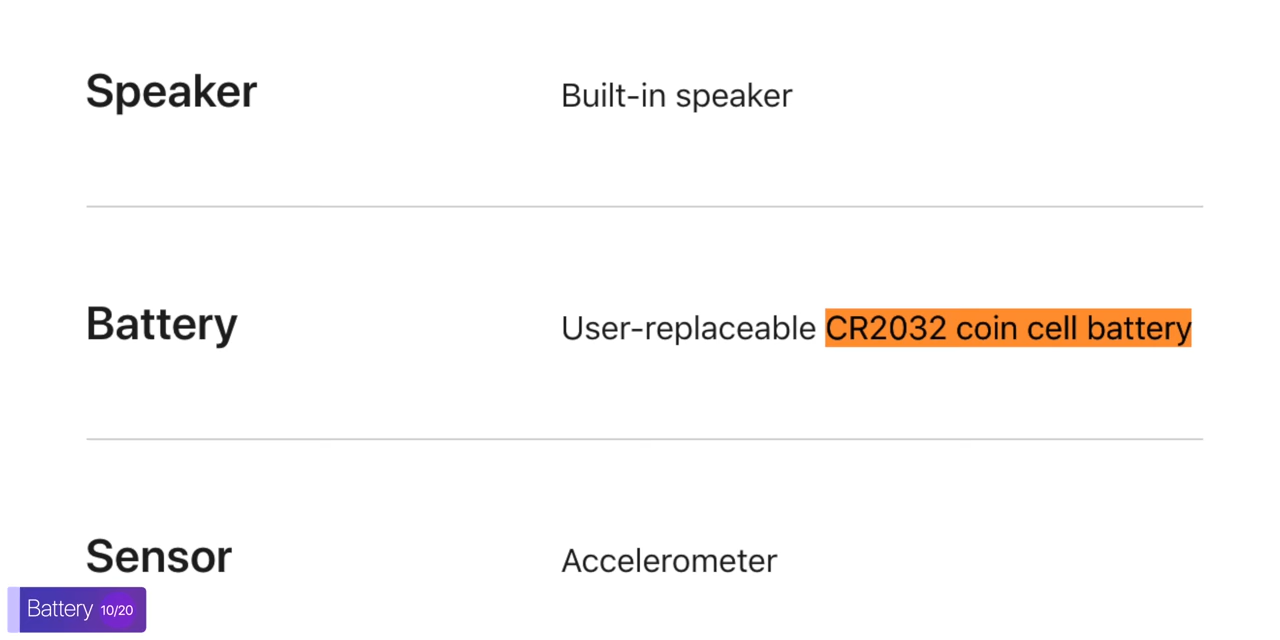 Speaker
Built-in speaker
Battery
User-replaceable CR2032 coin cell battery
Sensor
Accelerometer
Battery 10/20